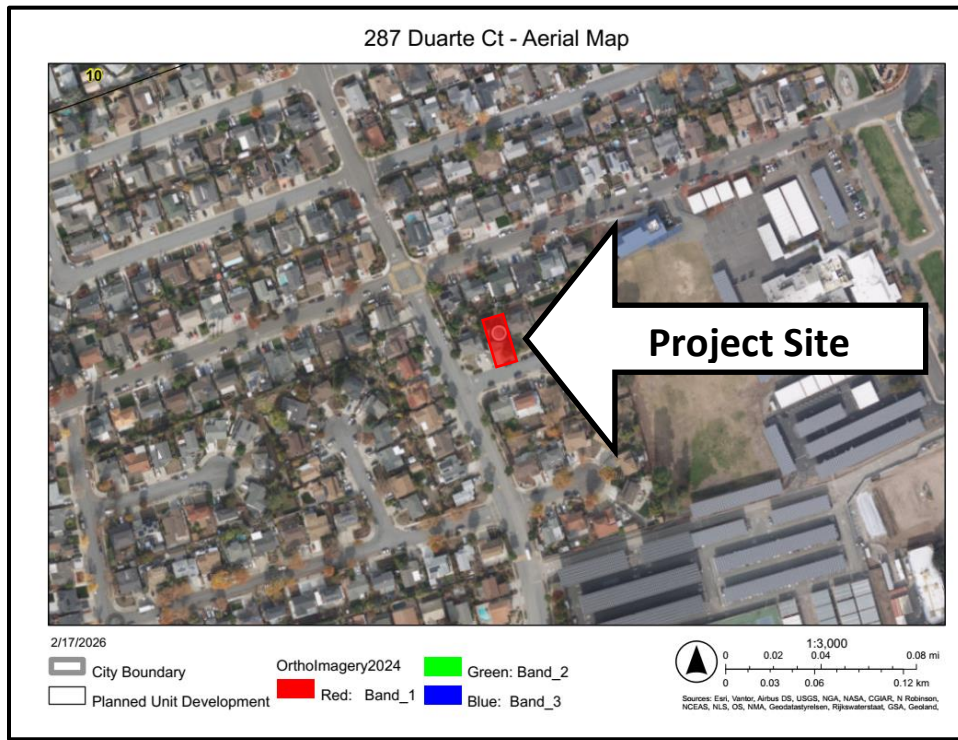 287 Duarte Ct - Aerial Map
10
Project Site
2/17/2026
City Boundary
Planned Unit Development
OrthoImagery2024
Red: Band_1
Green: Band_2
Blue: Band_3
1:3,000
0 0.02 0.04 0.08 mi
0 0.03 0.06 0.12 km
Sources: Esri, Vantor, Airbus DS, USGS, NGA, NASA, CGIAR, N Robinson,
NCEAS, NLS, OS, NMA, Geodatastyrelsen, Rijkswaterstaat, GSA, Geoland,